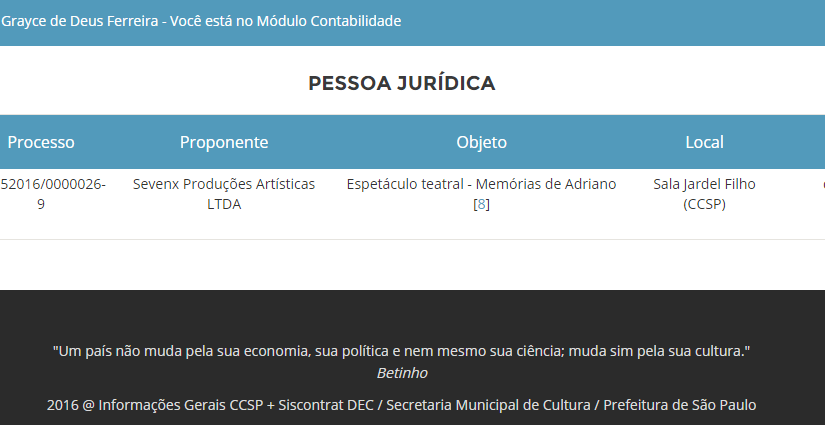 Grayce de Deus Ferreira - Você está no Módulo Contabilidade
PESSOA JURÍDICA
Processo Proponente Objeto Local
52016/0000026- Sevenx Produções Artísticas Espetáculo teatral - Memórias de Adriano Sala Jardel Filho
9 LTDA [8] (CCSP)
"Um país não muda pela sua economia, sua política e nem mesmo sua ciência; muda sim pela sua cultura."
Betinho
2016 @ Informações Gerais CCSP + Siscontrat DEC / Secretaria Municipal de Cultura / Prefeitura de São Paulo